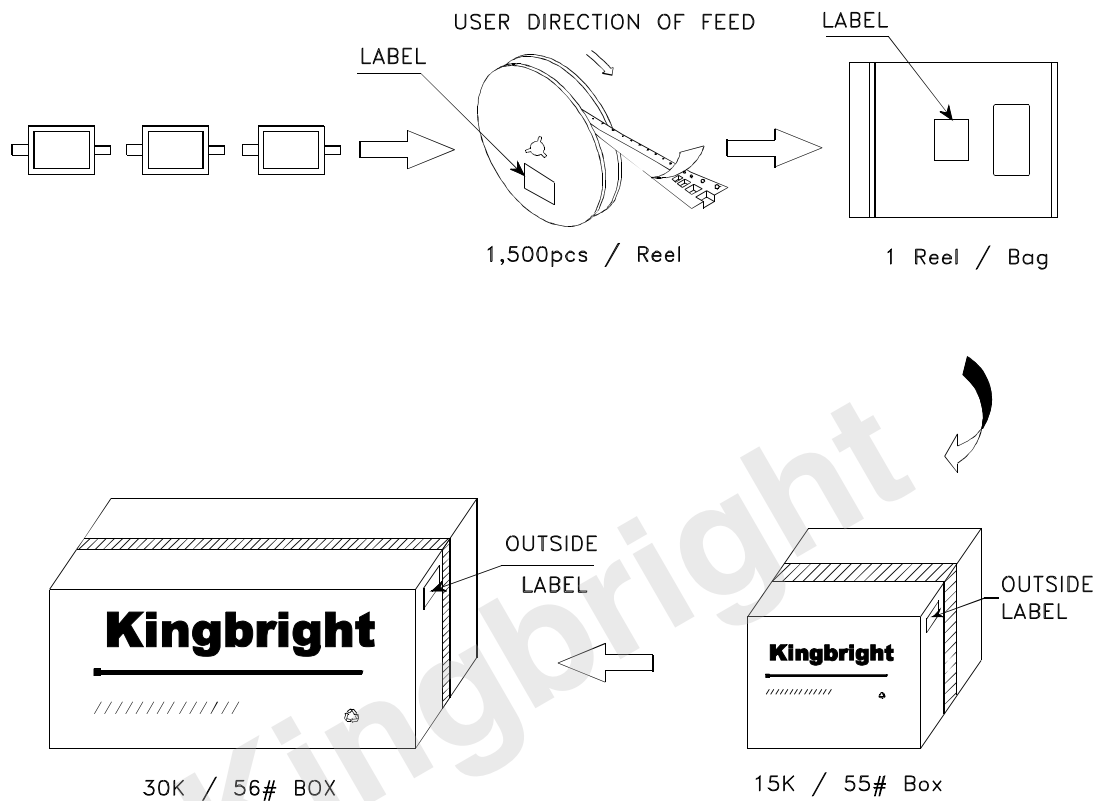 USER DIRECTION OF FEED
LABEL
LABEL
1,500pcs / Reel
1 Reel / Bag
OUTSIDE
LABEL
OUTSIDE
LABEL
Kingbright
Kingbright
30K / 56# BOX
15K / 55# Box
Kingbright